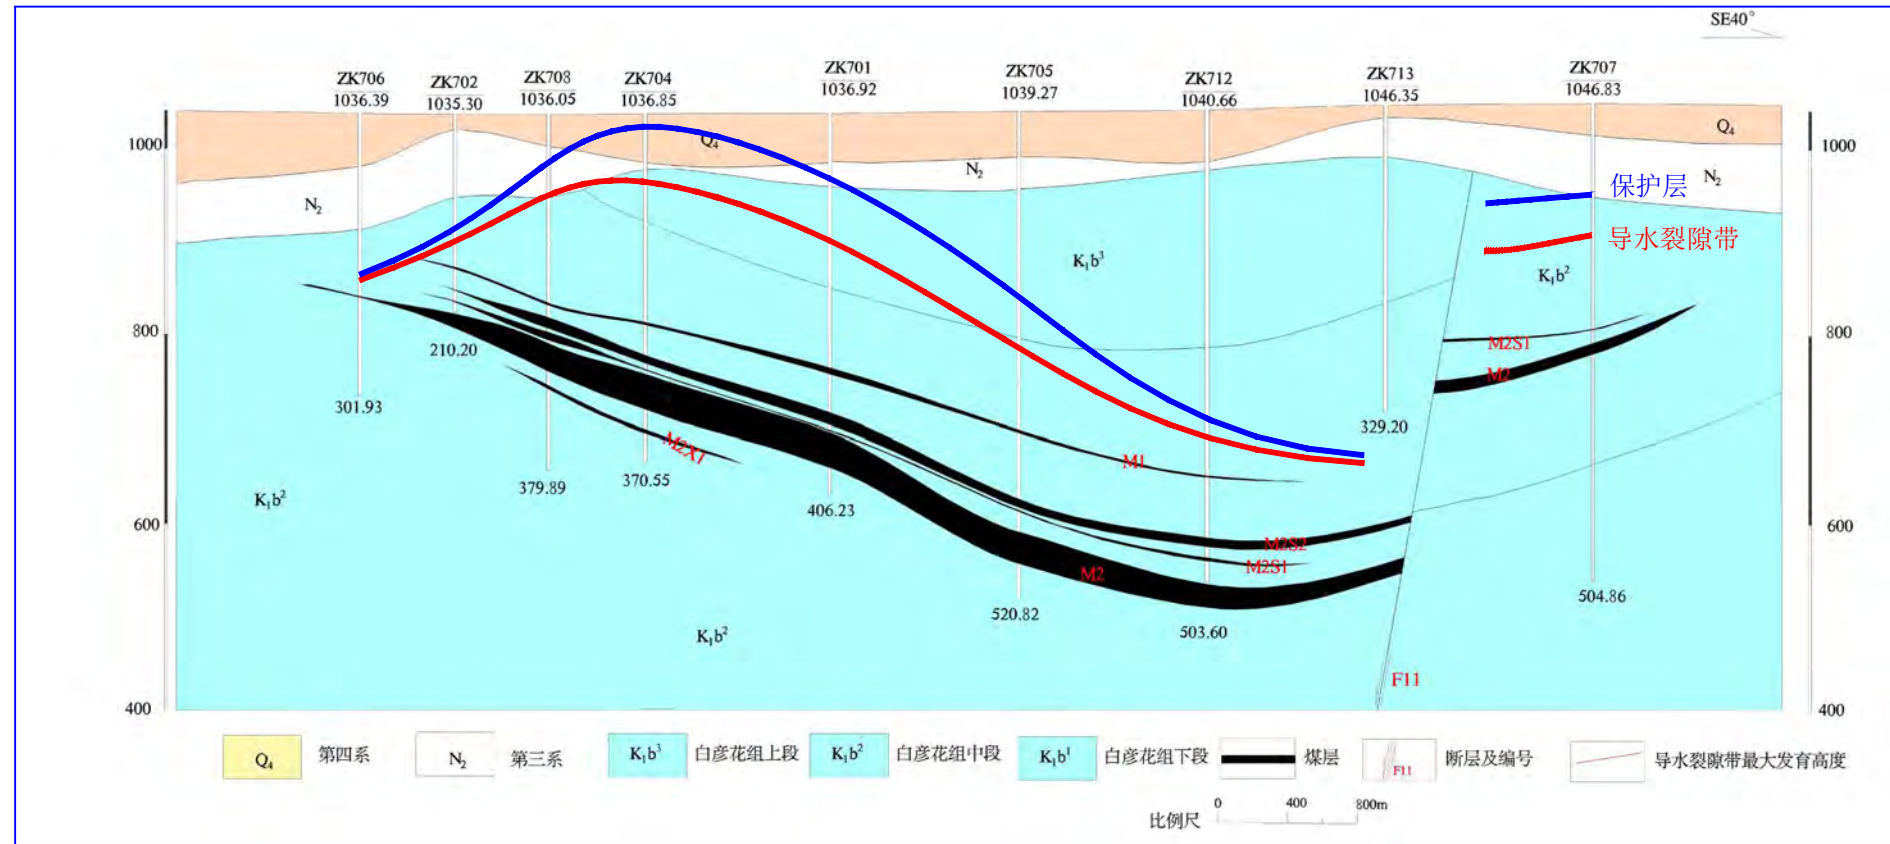 SE40°
ZK706
1036.39
ZK702
1035.30
ZK708
1036.05
ZK704
1036.85
ZK701
1036.92
ZK705
1039.27
ZK712
1040.66
ZK713
1046.35
ZK707
1046.83
1000
Q₄
Q₄
1000
N₂
N₂
N₂
保护层
导水裂隙带
K₁b³
K₁b²
800
800
M2S1
M2
210.20
301.93
329.20
M2X1
M1
379.89
370.55
406.23
K₁b²
600
600
M2S2
M2S1
M2
520.82
503.60
504.86
K₁b²
F11
400
400
Q₄ 第四系
N₂ 第三系
K₁b³ 白彦花组上段
K₁b² 白彦花组中段
K₁b¹ 白彦花组下段
煤层
F11 断层及编号
导水裂隙带最大发育高度
比例尺
0 400 800m